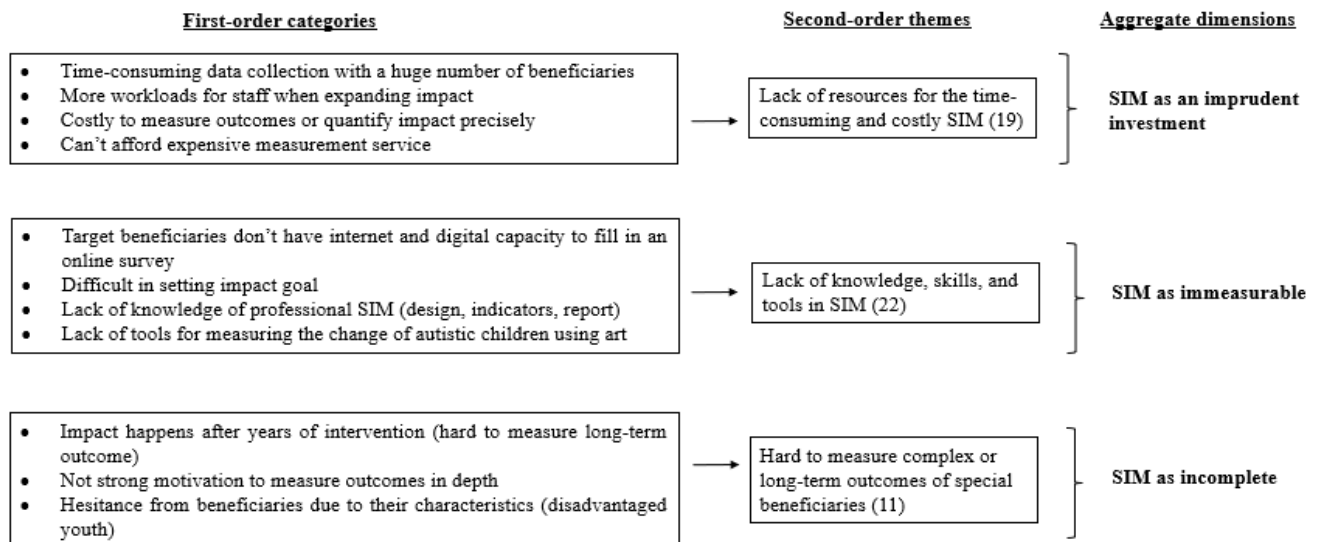 First-order categories
Second-order themes
Aggregate dimensions
• Time-consuming data collection with a huge number of beneficiaries
• More workloads for staff when expanding impact
• Costly to measure outcomes or quantify impact precisely
• Can't afford expensive measurement service
Lack of resources for the time-
consuming and costly SIM (19)
SIM as an imprudent
investment
• Target beneficiaries don't have internet and digital capacity to fill in an
online survey
• Difficult in setting impact goal
• Lack of knowledge of professional SIM (design, indicators, report)
• Lack of tools for measuring the change of autistic children using art
Lack of knowledge, skills, and
tools in SIM (22)
SIM as immeasurable
• Impact happens after years of intervention (hard to measure long-term
outcome)
• Not strong motivation to measure outcomes in depth
• Hesitance from beneficiaries due to their characteristics (disadvantaged
youth)
Hard to measure complex or
long-term outcomes of special
beneficiaries (11)
SIM as incomplete